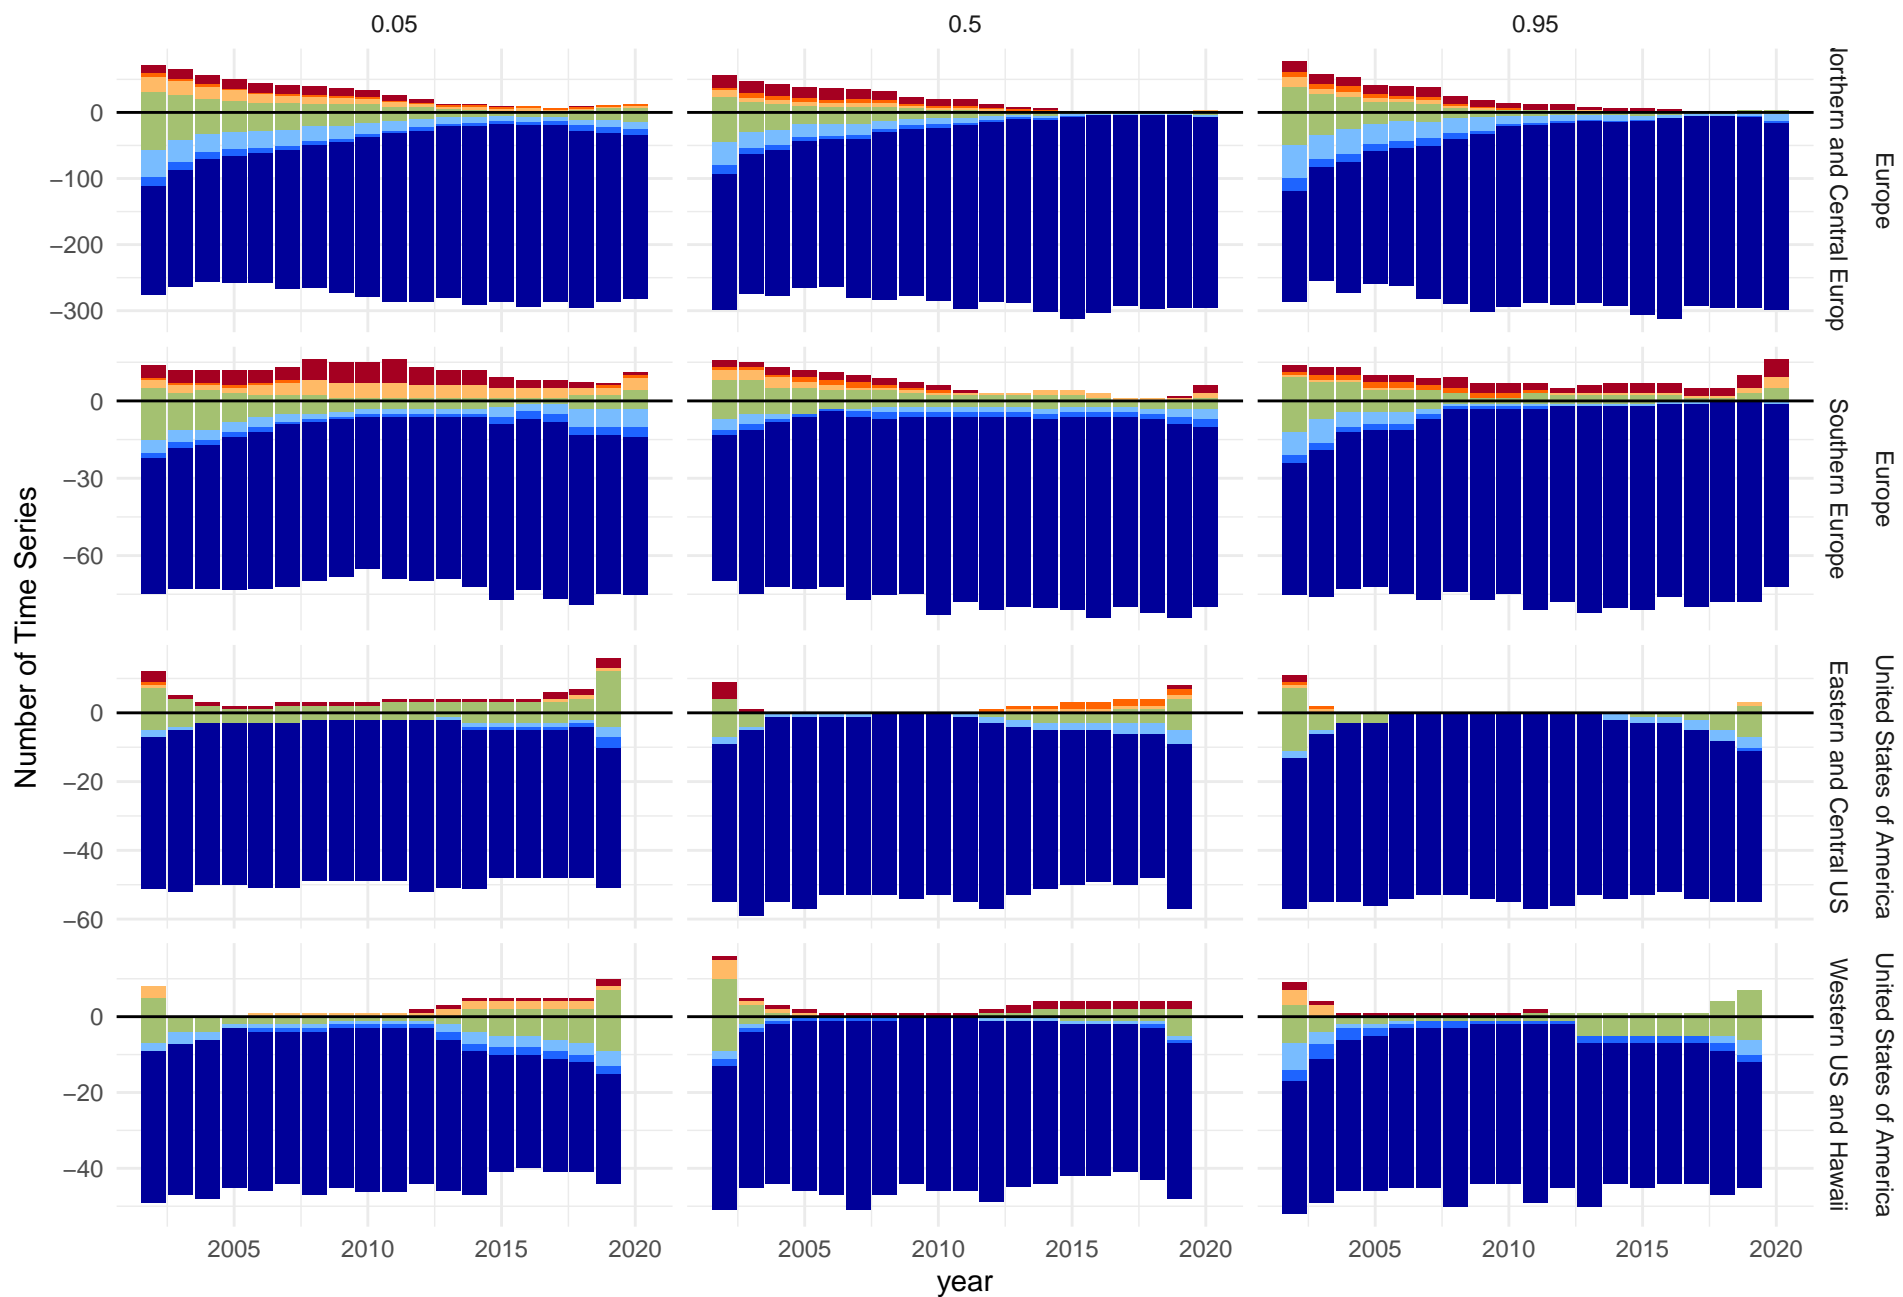 0.05 0.5 0.95
0
−100
−200
−300
Northern and Central Europ
Europe
0
−30
−60
Southern Europe
Europe
Number of Time Series
0
−20
−40
−60
Eastern and Central US
United States of America
0
−20
−40
Western US and Hawaii
United States of America
2005 2010 2015 2020 2005 2010 2015 2020 2005 2010 2015 2020
year